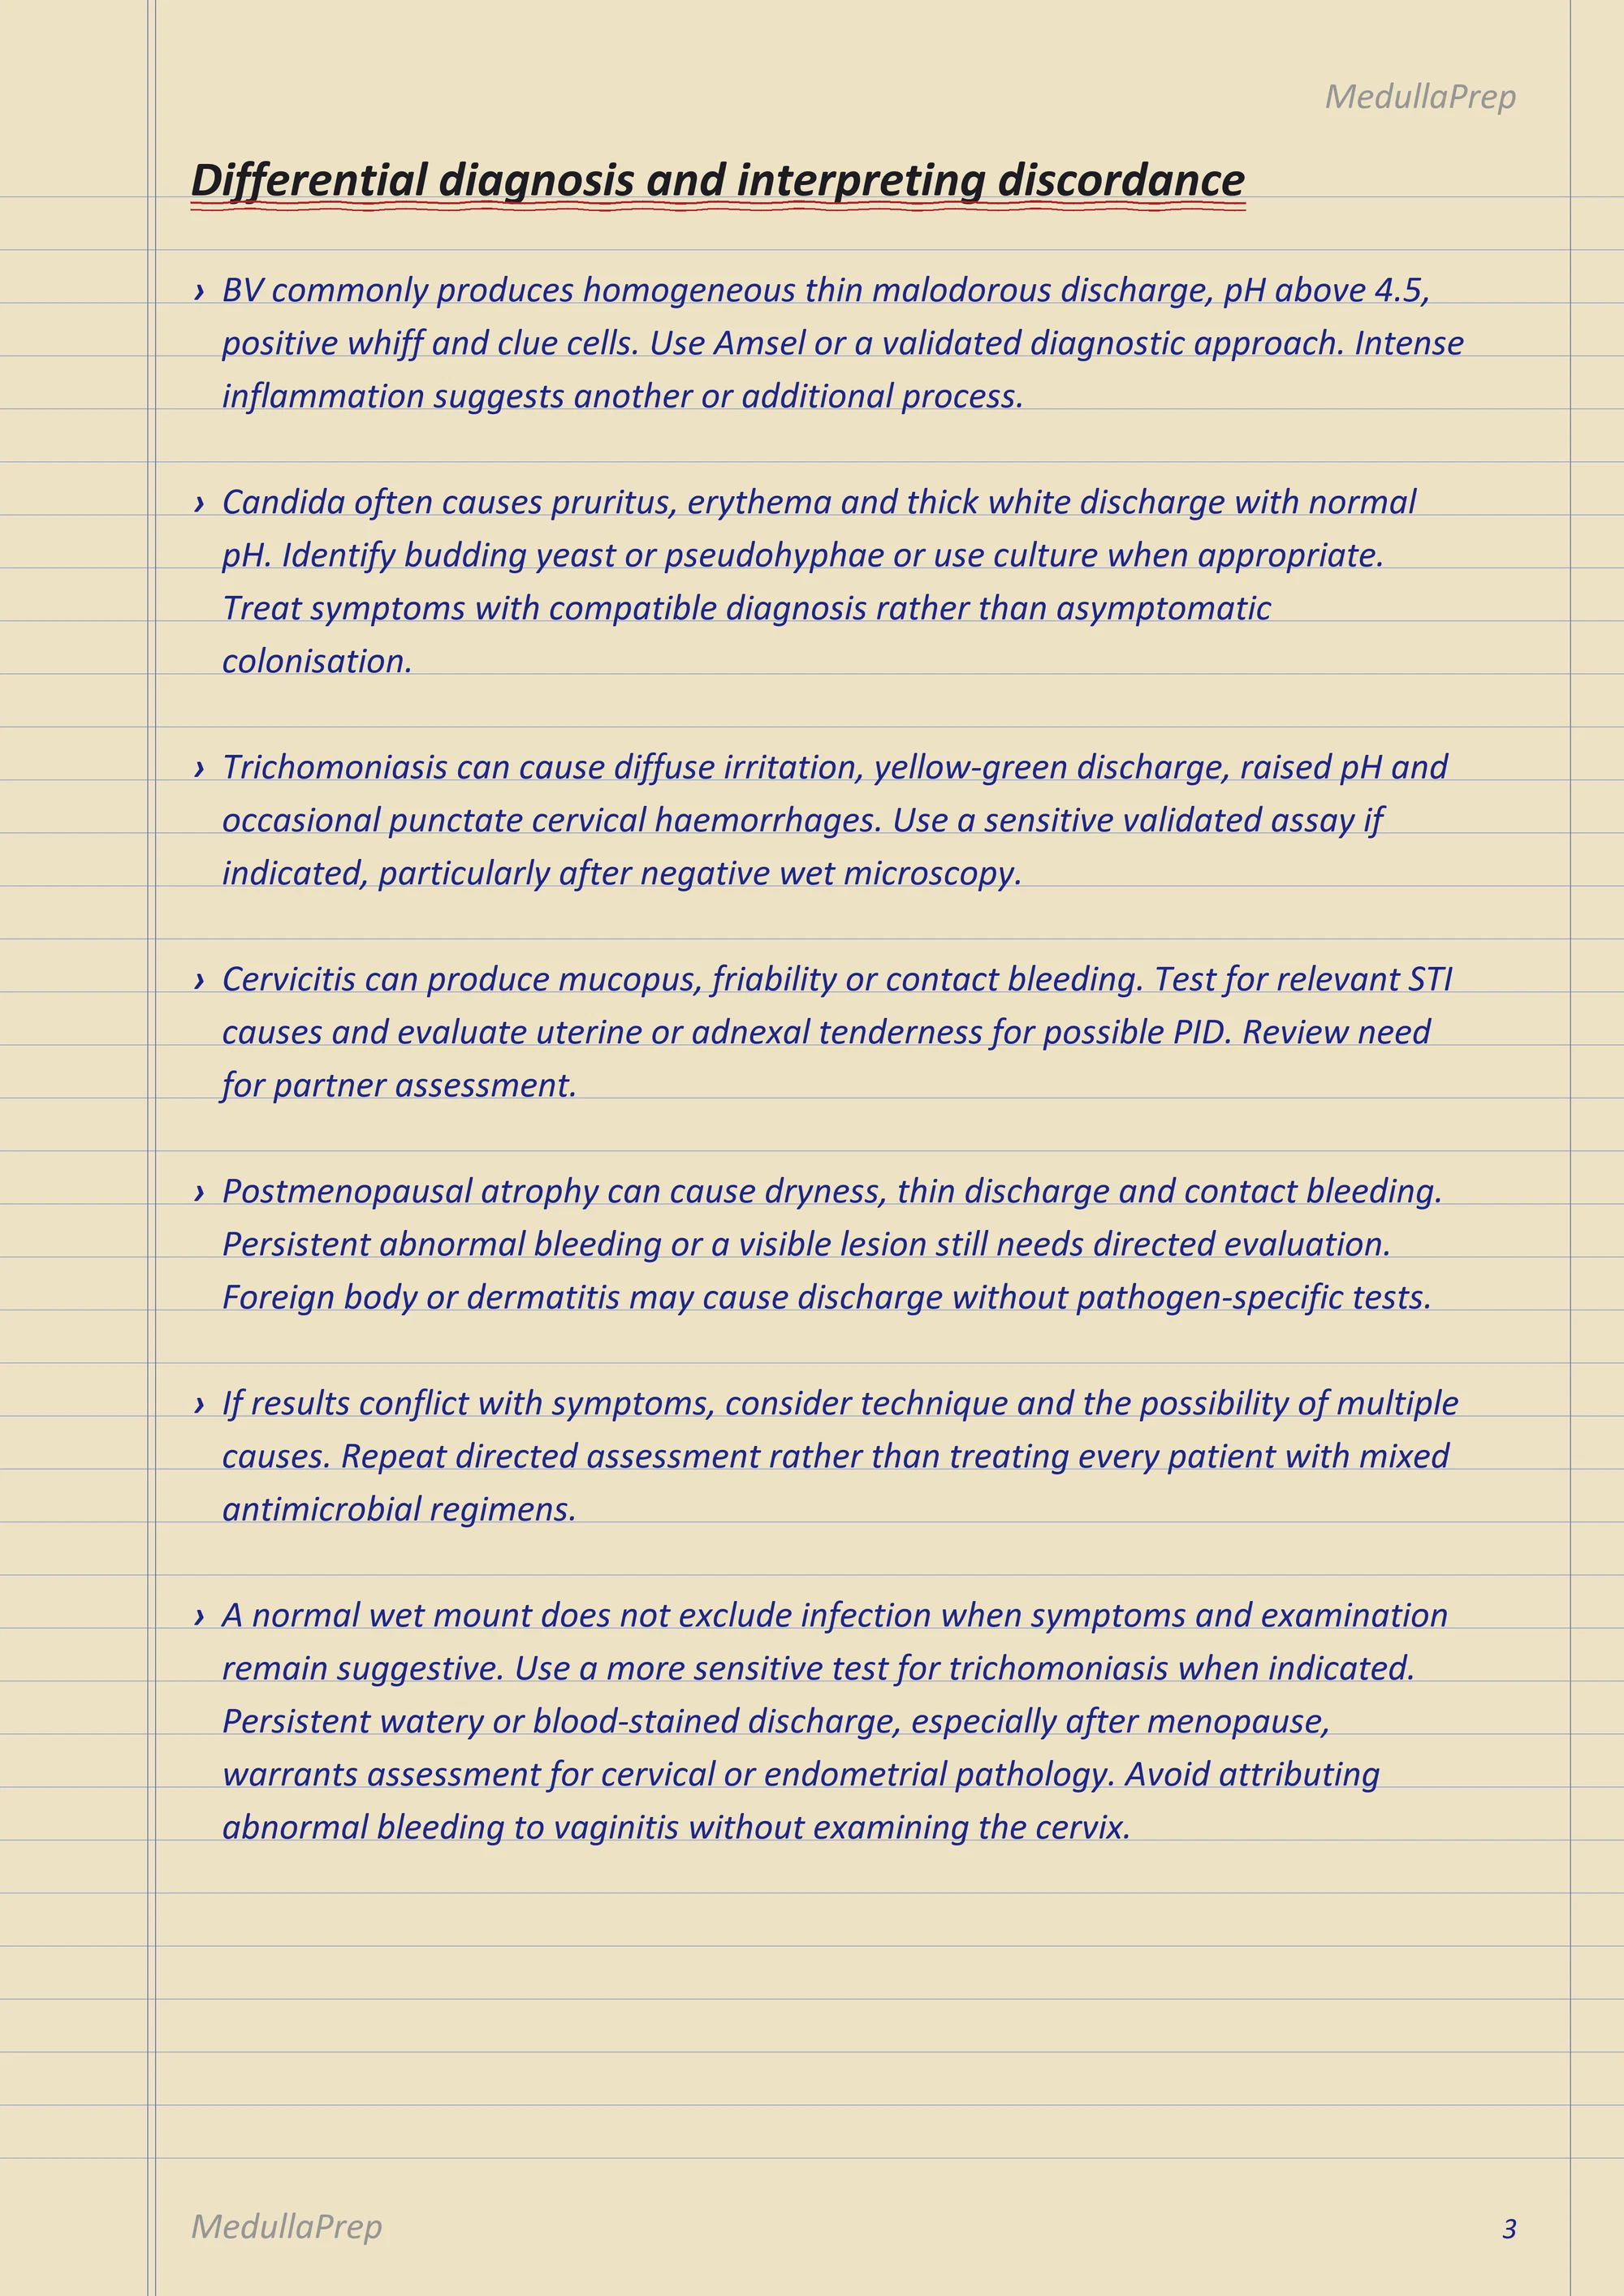 MedullaPrep
Differential diagnosis and interpreting discordance
› BV commonly produces homogeneous thin malodorous discharge, pH above 4.5,
positive whiff and clue cells. Use Amsel or a validated diagnostic approach. Intense
inflammation suggests another or additional process.
› Candida often causes pruritus, erythema and thick white discharge with normal
pH. Identify budding yeast or pseudohyphae or use culture when appropriate.
Treat symptoms with compatible diagnosis rather than asymptomatic
colonisation.
› Trichomoniasis can cause diffuse irritation, yellow-green discharge, raised pH and
occasional punctate cervical haemorrhages. Use a sensitive validated assay if
indicated, particularly after negative wet microscopy.
› Cervicitis can produce mucopus, friability or contact bleeding. Test for relevant STI
causes and evaluate uterine or adnexal tenderness for possible PID. Review need
for partner assessment.
› Postmenopausal atrophy can cause dryness, thin discharge and contact bleeding.
Persistent abnormal bleeding or a visible lesion still needs directed evaluation.
Foreign body or dermatitis may cause discharge without pathogen-specific tests.
› If results conflict with symptoms, consider technique and the possibility of multiple
causes. Repeat directed assessment rather than treating every patient with mixed
antimicrobial regimens.
› A normal wet mount does not exclude infection when symptoms and examination
remain suggestive. Use a more sensitive test for trichomoniasis when indicated.
Persistent watery or blood-stained discharge, especially after menopause,
warrants assessment for cervical or endometrial pathology. Avoid attributing
abnormal bleeding to vaginitis without examining the cervix.
MedullaPrep
3